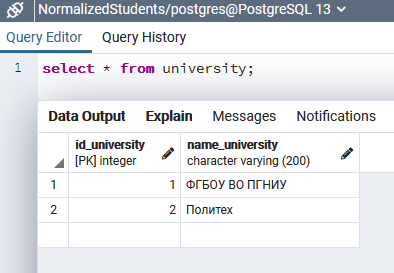 NormalizedStudents/postgres@PostgreSQL 13
Query Editor Query History
1 select * from university;
Data Output Explain Messages Notifications
id_university name_university
[PK] integer character varying (200)
1 1 ФГБОУ ВО ПГНИУ
2 2 Политех